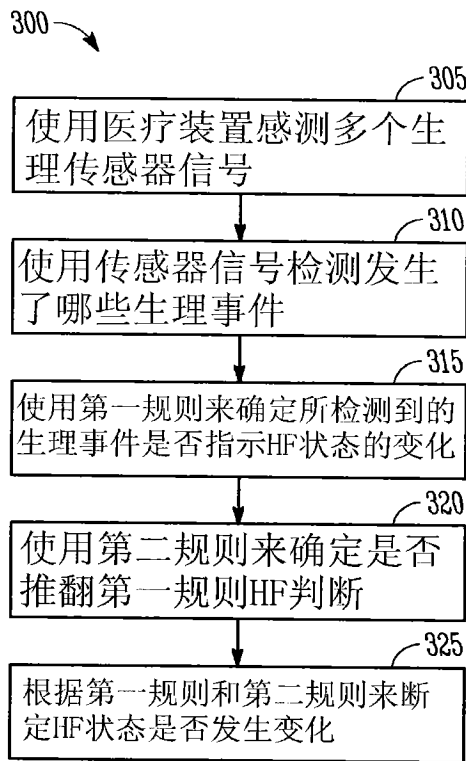 300
305
使用医疗装置感测多个生
理传感器信号
310
使用传感器信号检测发生
了哪些生理事件
315
使用第一规则来确定所检测到的
生理事件是否指示HF状态的变化
320
使用第二规则来确定是否
推翻第一规则HF判断
325
根据第一规则和第二规则来断
定HF状态是否发生变化